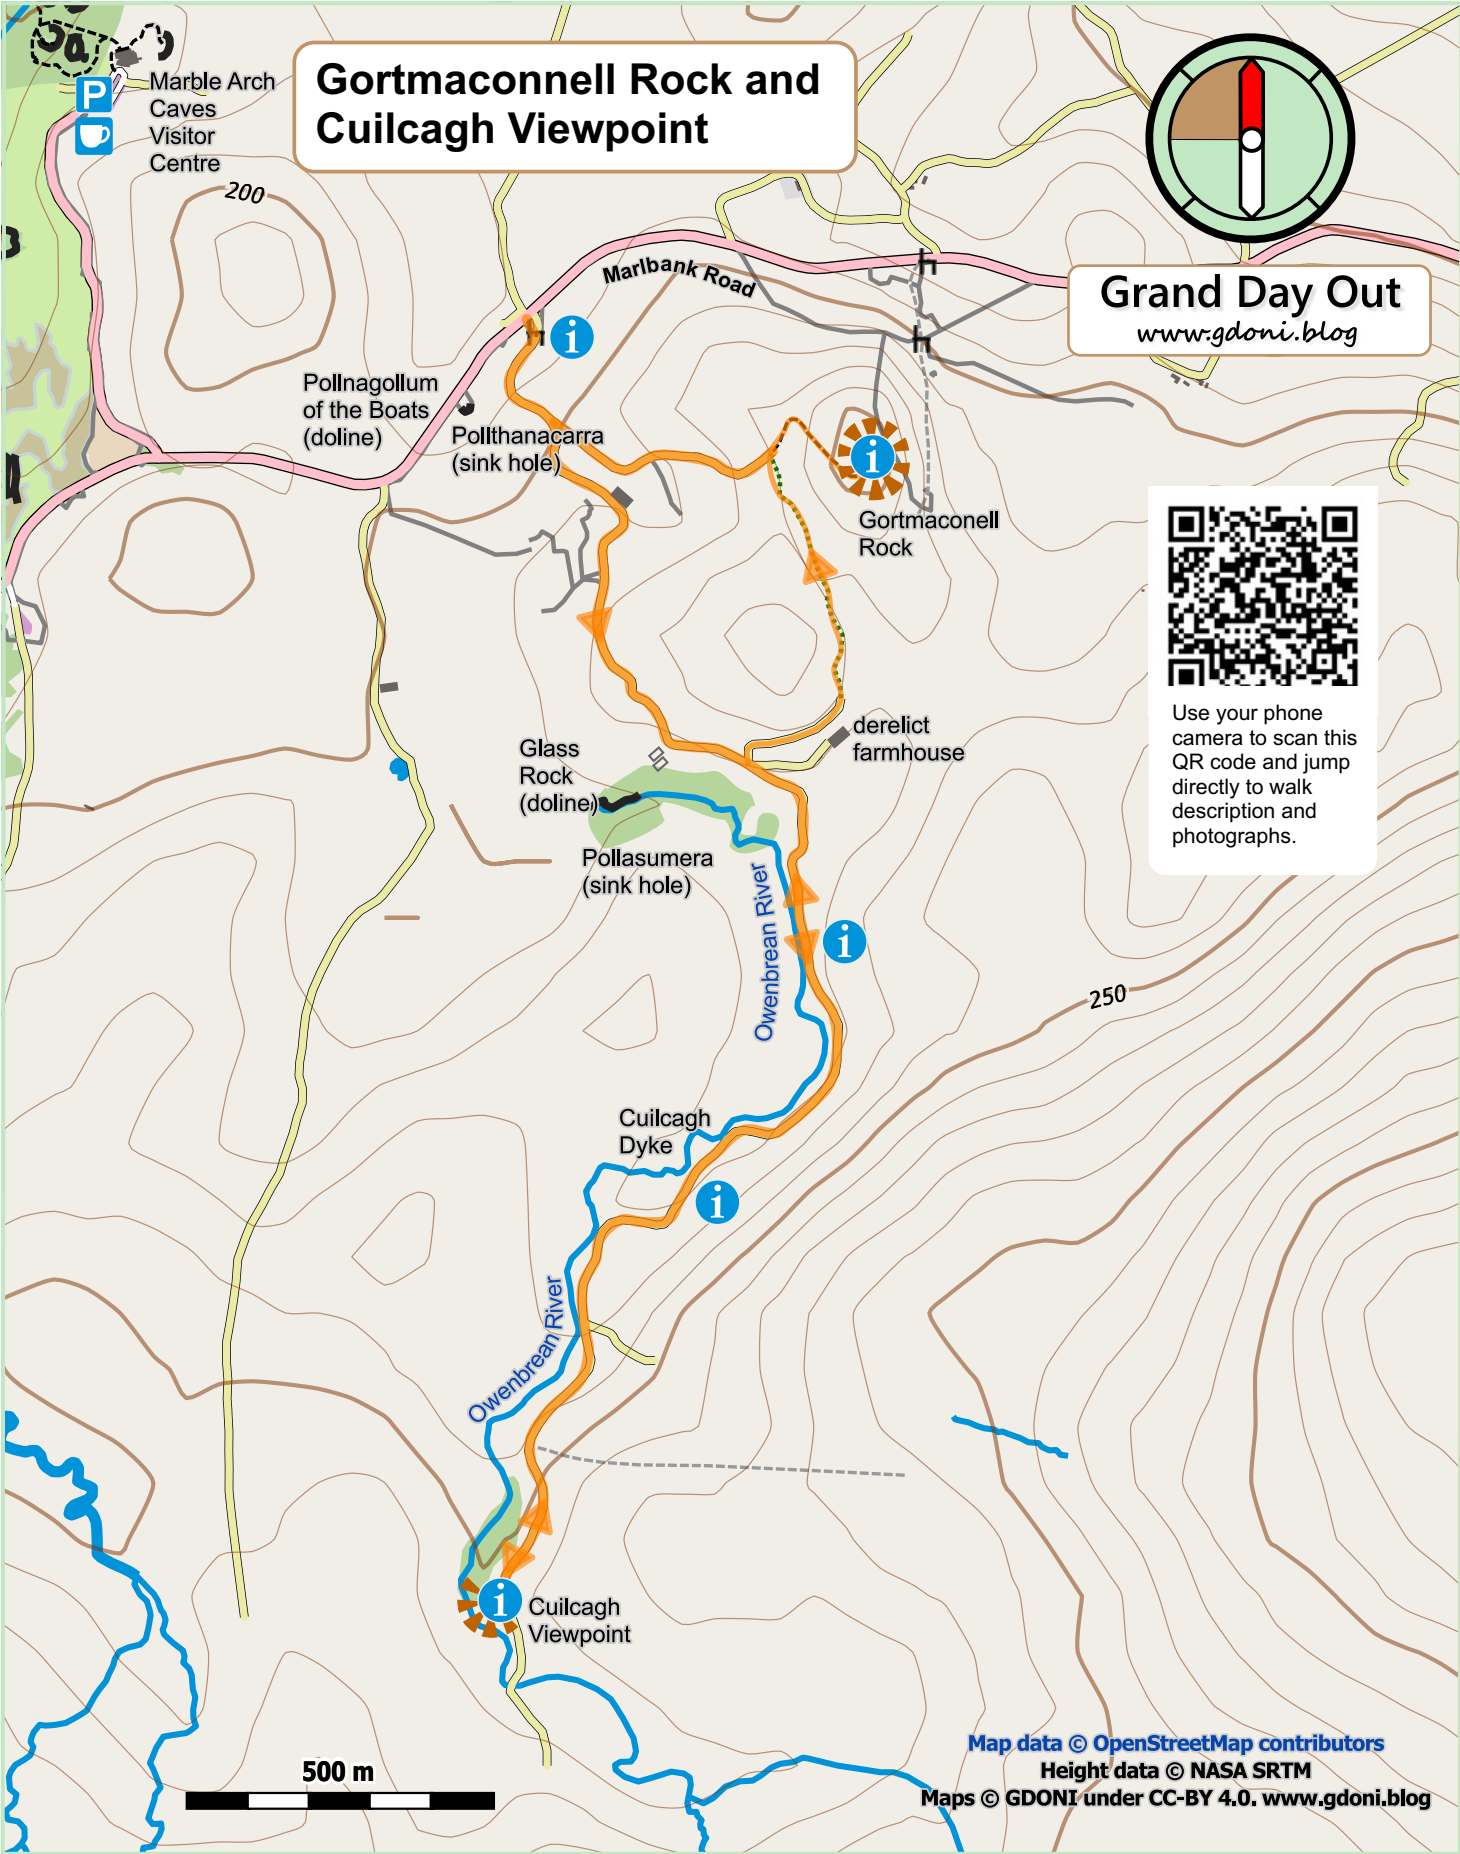 Gortmaconnell Rock and
Cuilcagh Viewpoint
P
Marble Arch
Caves
Visitor
Centre
200
Marlbank Road
Grand Day Out
www.gdoni.blog
i
Pollnagollum
of the Boats
(doline)
Pollthanacarra
(sink hole)
i
Gortmaconell
Rock
Use your phone
camera to scan this
QR code and jump
directly to walk
description and
photographs.
derelict
farmhouse
Glass
Rock
(doline)
Pollasumera
(sink hole)
Owenbrean River
i
250
Cuilcagh
Dyke
i
Owenbrean River
i
Cuilcagh
Viewpoint
500 m
Map data © OpenStreetMap contributors
Height data © NASA SRTM
Maps © GDONI under CC-BY 4.0. www.gdoni.blog